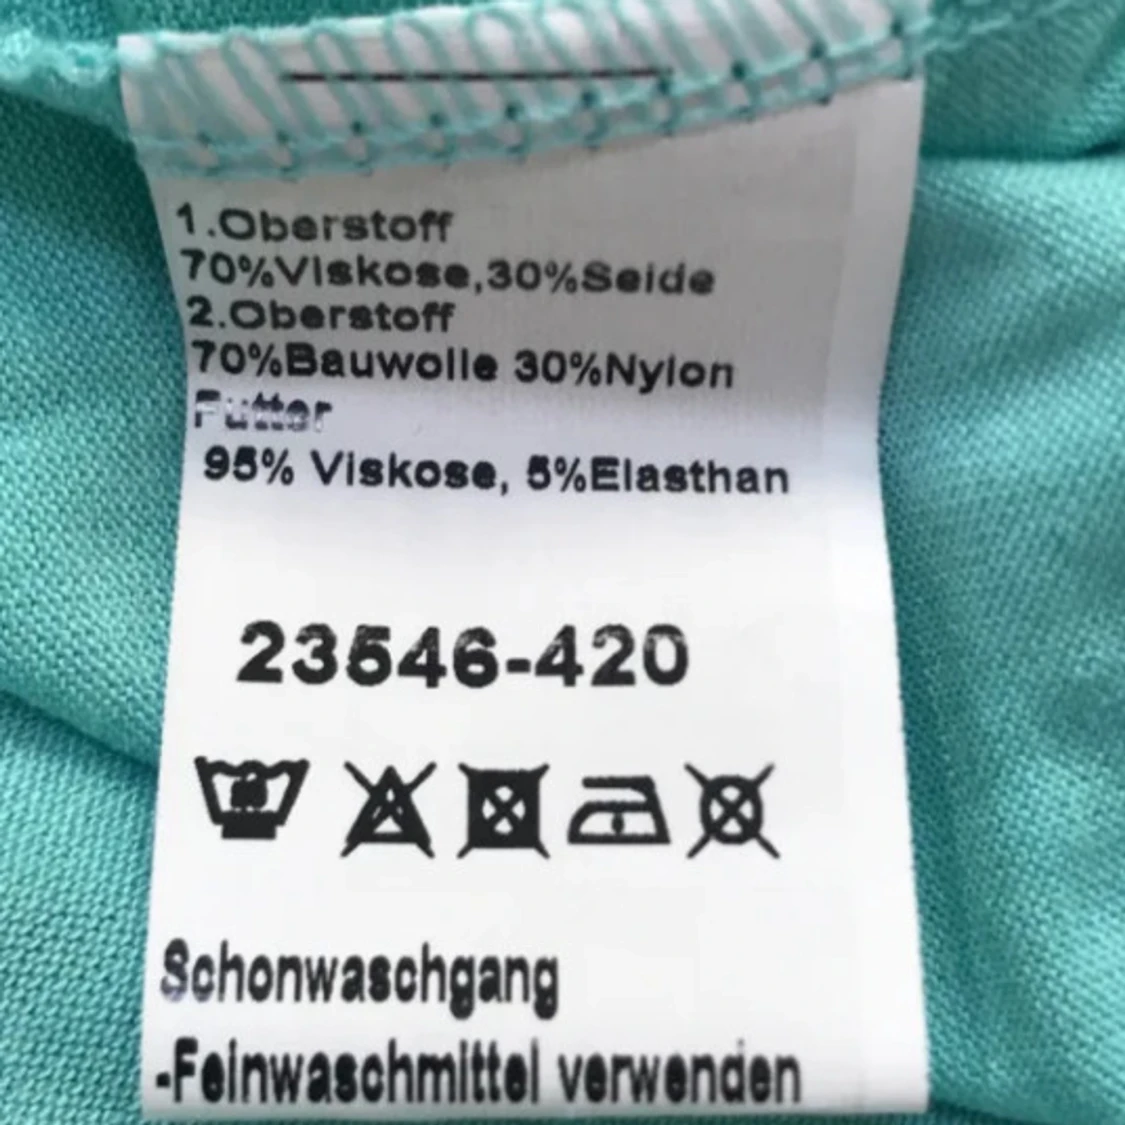 1.Oberstoff
70%Viskose,30%Seide
2.Oberstoff
70%Bauwolle 30%Nylon
Futter
95% Viskose, 5%Elasthan
23546-420
Schonwaschgang
-Feinwaschmittel verwenden